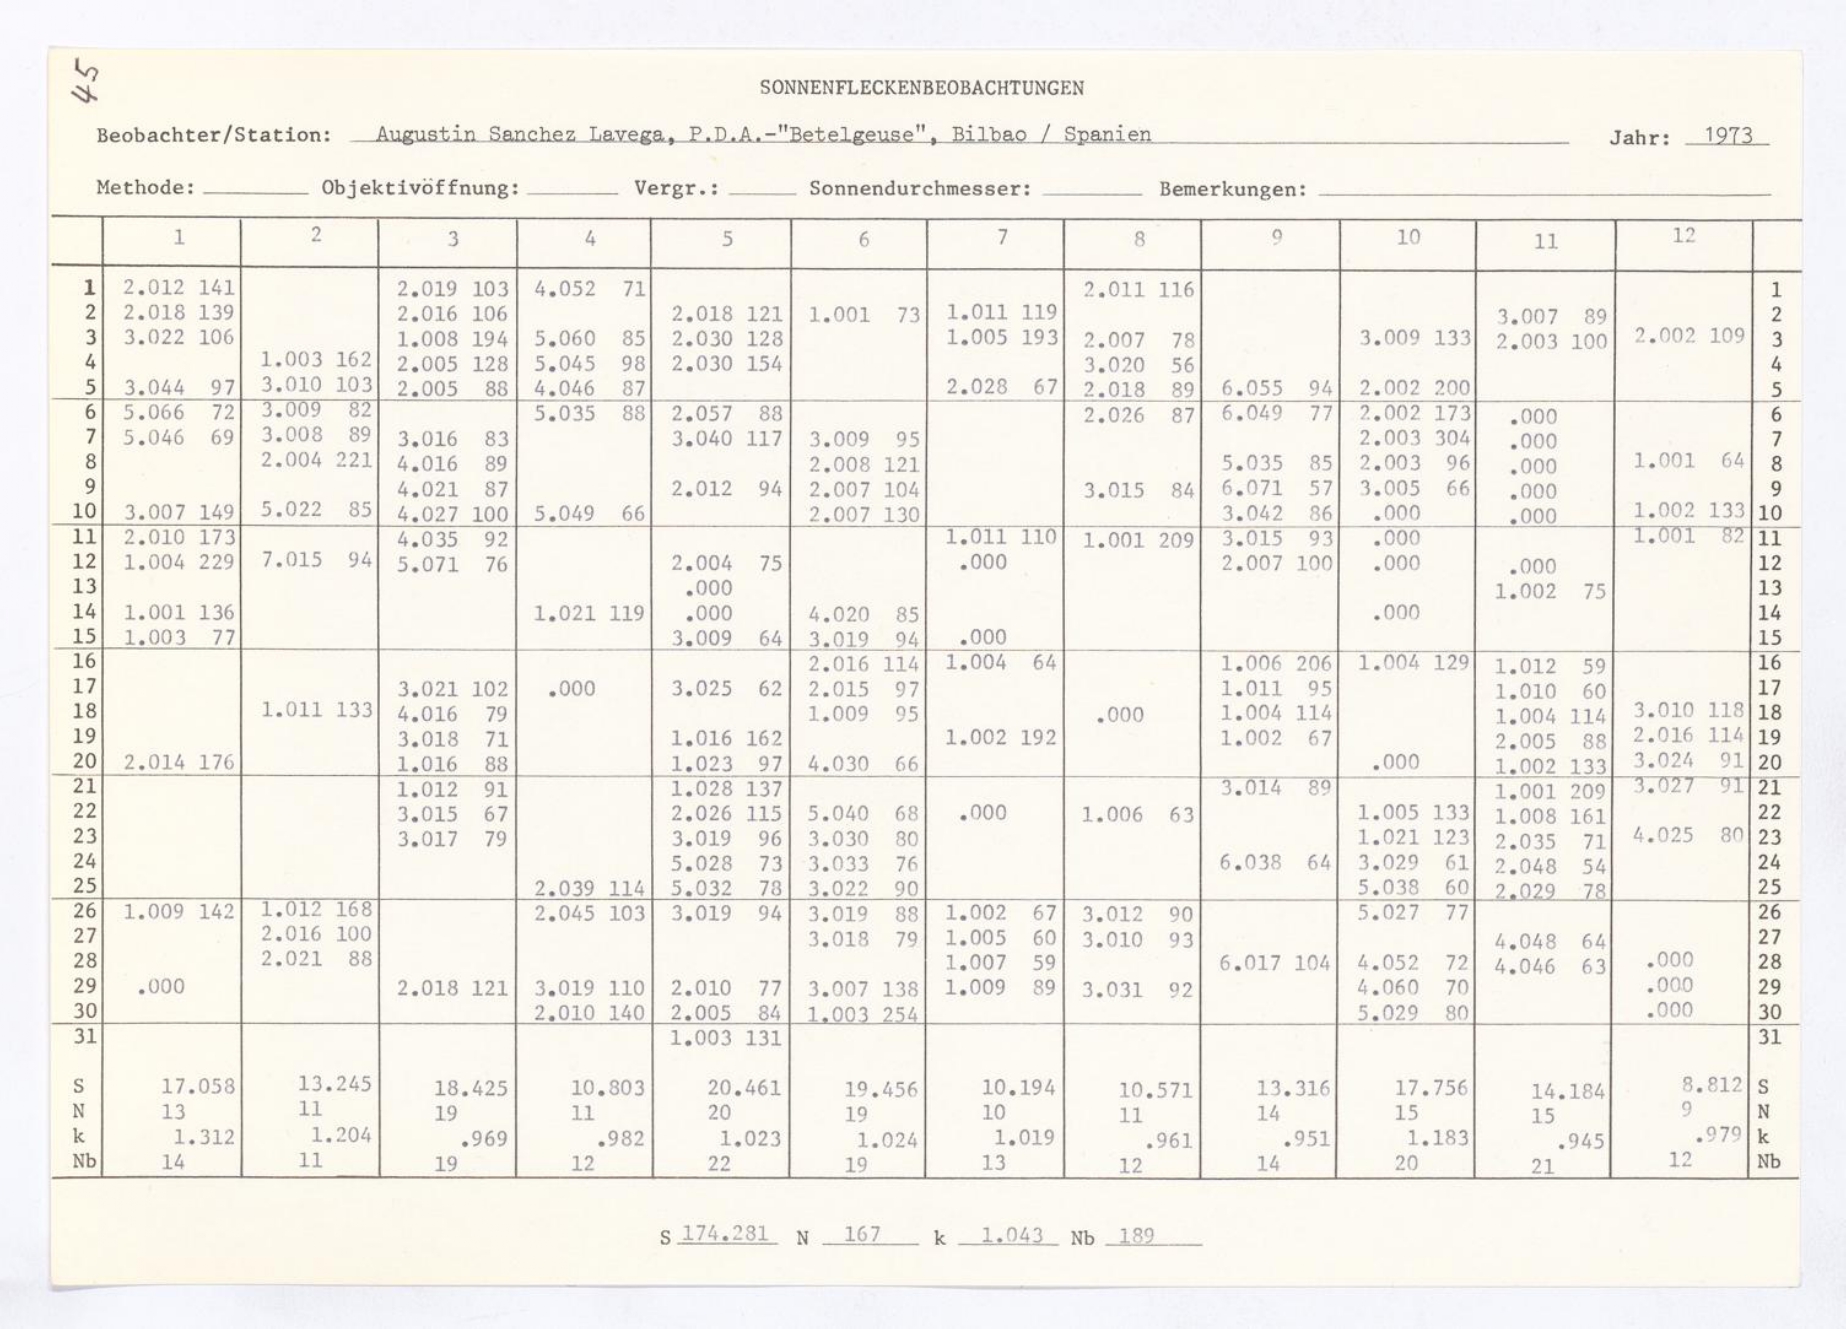 45
SONNENFLECKENBEOBACHTUNGEN
Beobachter/Station: Augustin Sanchez Lavega, P.D.A.-"Betelgeuse", Bilbao / Spanien Jahr: 1973
Methode: Objektivöffnung: Vergr.: Sonnendurchmesser: Bemerkungen:
1 2 3 4 5 6 7 8 9 10 11 12
1 2.012 141 2.019 103 4.052 71 2.011 116 1
2 2.018 139 2.016 106 2.018 121 1.001 73 1.011 119 3.007 89 2
3 3.022 106 1.008 194 5.060 85 2.030 128 1.005 193 2.007 78 3.009 133 2.003 100 2.002 109 3
4 1.003 162 2.005 128 5.045 98 2.030 154 3.020 56 4
5 3.044 97 3.010 103 2.005 88 4.046 87 2.028 67 2.018 89 6.055 94 2.002 200 5
6 5.066 72 3.009 82 5.035 88 2.057 88 2.026 87 6.049 77 2.002 173 .000 6
7 5.046 69 3.008 89 3.016 83 3.040 117 3.009 95 2.003 304 .000 7
8 2.004 221 4.016 89 2.008 121 5.035 85 2.003 96 .000 1.001 64 8
9 4.021 87 2.012 94 2.007 104 3.015 84 6.071 57 3.005 66 .000 9
10 3.007 149 5.022 85 4.027 100 5.049 66 2.007 130 3.042 86 .000 .000 1.002 133 10
11 2.010 173 4.035 92 1.011 110 1.001 209 3.015 93 .000 1.001 82 11
12 1.004 229 7.015 94 5.071 76 2.004 75 .000 2.007 100 .000 .000 12
13 .000 1.002 75 13
14 1.001 136 1.021 119 .000 4.020 85 .000 14
15 1.003 77 3.009 64 3.019 94 .000 15
16 2.016 114 1.004 64 1.006 206 1.004 129 1.012 59 16
17 3.021 102 .000 3.025 62 2.015 97 1.011 95 1.010 60 17
18 1.011 133 4.016 79 1.009 95 .000 1.004 114 1.004 114 3.010 118 18
19 3.018 71 1.016 162 1.002 192 1.002 67 2.005 88 2.016 114 19
20 2.014 176 1.016 88 1.023 97 4.030 66 .000 1.002 133 3.024 91 20
21 1.012 91 1.028 137 3.014 89 1.001 209 3.027 91 21
22 3.015 67 2.026 115 5.040 68 .000 1.006 63 1.005 133 1.008 161 22
23 3.017 79 3.019 96 3.030 80 1.021 123 2.035 71 4.025 80 23
24 5.028 73 3.033 76 6.038 64 3.029 61 2.048 54 24
25 2.039 114 5.032 78 3.022 90 5.038 60 2.029 78 25
26 1.009 142 1.012 168 2.045 103 3.019 94 3.019 88 1.002 67 3.012 90 5.027 77 26
27 2.016 100 3.018 79 1.005 60 3.010 93 4.048 64 27
28 2.021 88 1.007 59 6.017 104 4.052 72 4.046 63 .000 28
29 .000 2.018 121 3.019 110 2.010 77 3.007 138 1.009 89 3.031 92 4.060 70 .000 29
30 2.010 140 2.005 84 1.003 254 5.029 80 .000 30
31 1.003 131 31
S 17.058 13.245 18.425 10.803 20.461 19.456 10.194 10.571 13.316 17.756 14.184 8.812 S
N 13 11 19 11 20 19 10 11 14 15 15 9 N
k 1.312 1.204 .969 .982 1.023 1.024 1.019 .961 .951 1.183 .945 .979 k
Nb 14 11 19 12 22 19 13 12 14 20 21 12 Nb
S 174.281 N 167 k 1.043 Nb 189